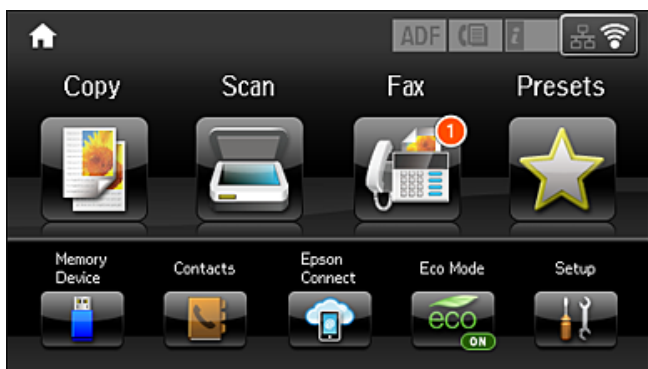 ADF
i
Copy
Scan
Fax
Presets
1
Memory
Device
Contacts
Epson
Connect
Eco Mode
Setup
eco
ON